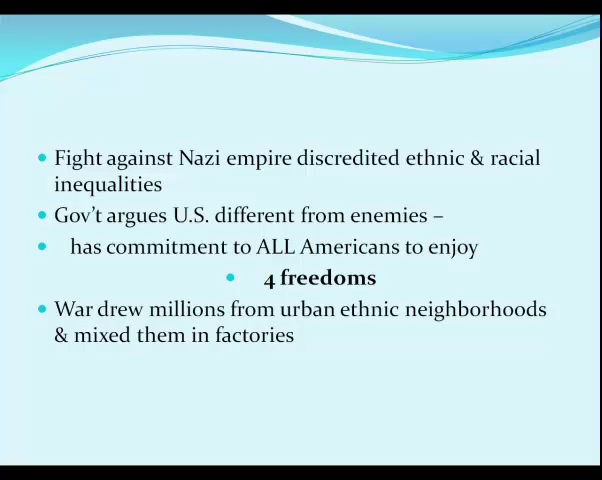 • Fight against Nazi empire discredited ethnic & racial
inequalities
• Gov't argues U.S. different from enemies –
• has commitment to ALL Americans to enjoy
• 4 freedoms
• War drew millions from urban ethnic neighborhoods
& mixed them in factories